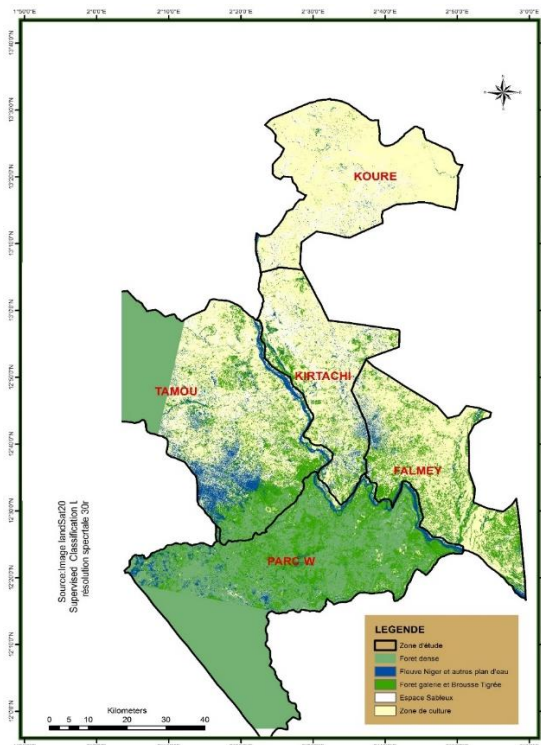 KOURE
KIRTACHI
TAMOU
FALMEY
PARC W
Source:Image landSat20
Supervised Classification L
résolution spectale 30r
Kilometers
0 5 10 20 30 40
LEGENDE
Zone d'étude
Foret dense
Fleuve Niger et autres plan d'eau
Foret galerie et Brousse Tigrée
Espace Sableux
Zone de culture